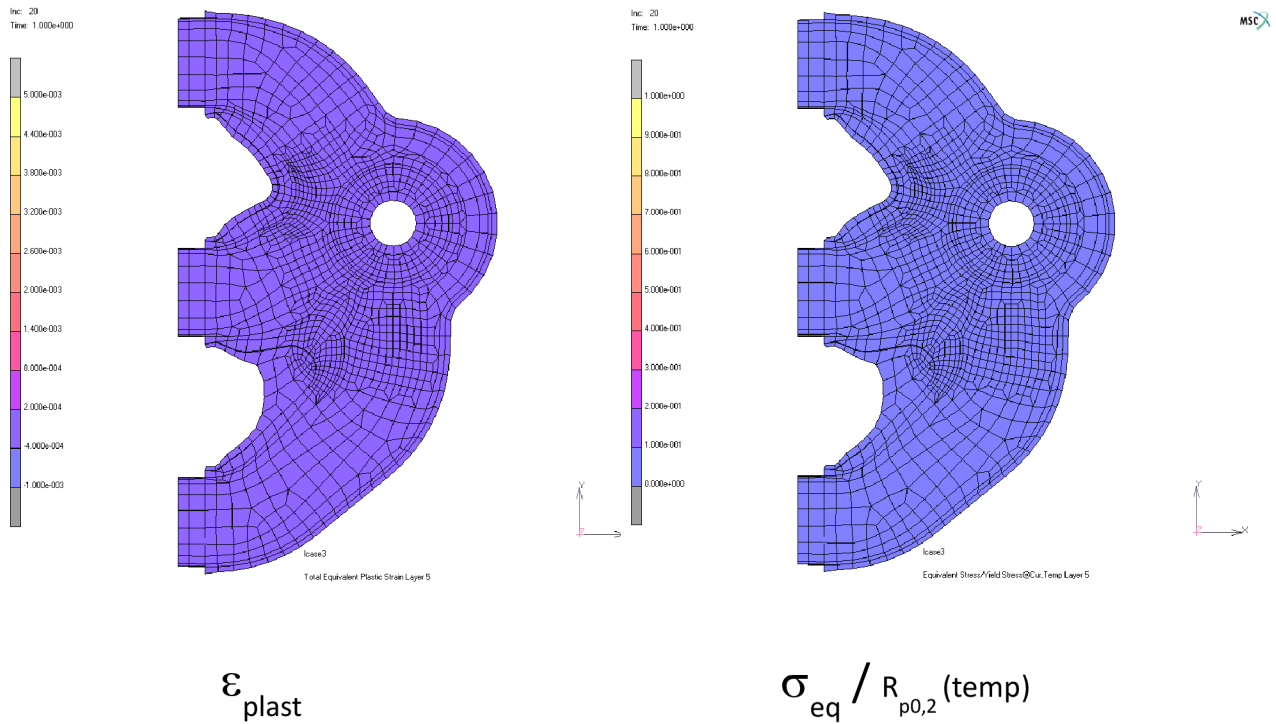 Inc: 20
Time: 1.000e+000
5.000e-003
4.400e-003
3.800e-003
3.200e-003
2.600e-003
2.000e-003
1.400e-003
8.000e-004
2.000e-004
-4.000e-004
-1.000e-003
Y
Z
lcase3
Total Equivalent Plastic Strain Layer 5
ε plast
Inc: 20
Time: 1.000e+000
MSC
1.000e+000
9.000e-001
8.000e-001
7.000e-001
6.000e-001
5.000e-001
4.000e-001
3.000e-001
2.000e-001
1.000e-001
0.000e+000
Y
Z
X
lcase3
Equivalent Stress/Yield Stress@Cur.Temp Layer 5
σ eq / R p0,2 (temp)